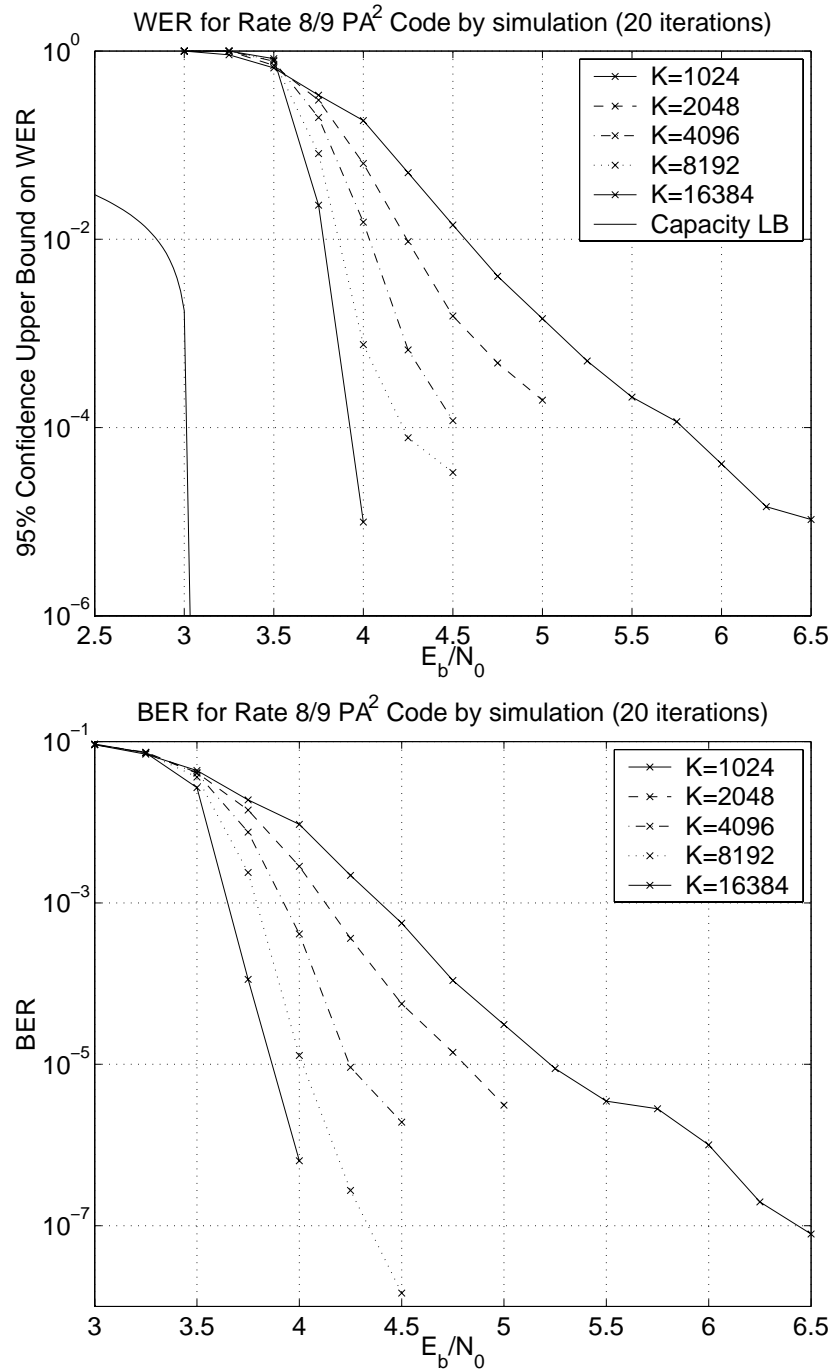 WER for Rate 8/9 PA² Code by simulation (20 iterations)
10⁰
10⁻²
10⁻⁴
10⁻⁶
95% Confidence Upper Bound on WER
K=1024
K=2048
K=4096
K=8192
K=16384
Capacity LB
2.5 3 3.5 4 4.5 5 5.5 6 6.5
E_b/N_0
BER for Rate 8/9 PA² Code by simulation (20 iterations)
10⁻¹
10⁻³
10⁻⁵
10⁻⁷
BER
K=1024
K=2048
K=4096
K=8192
K=16384
3 3.5 4 4.5 5 5.5 6 6.5
E_b/N_0